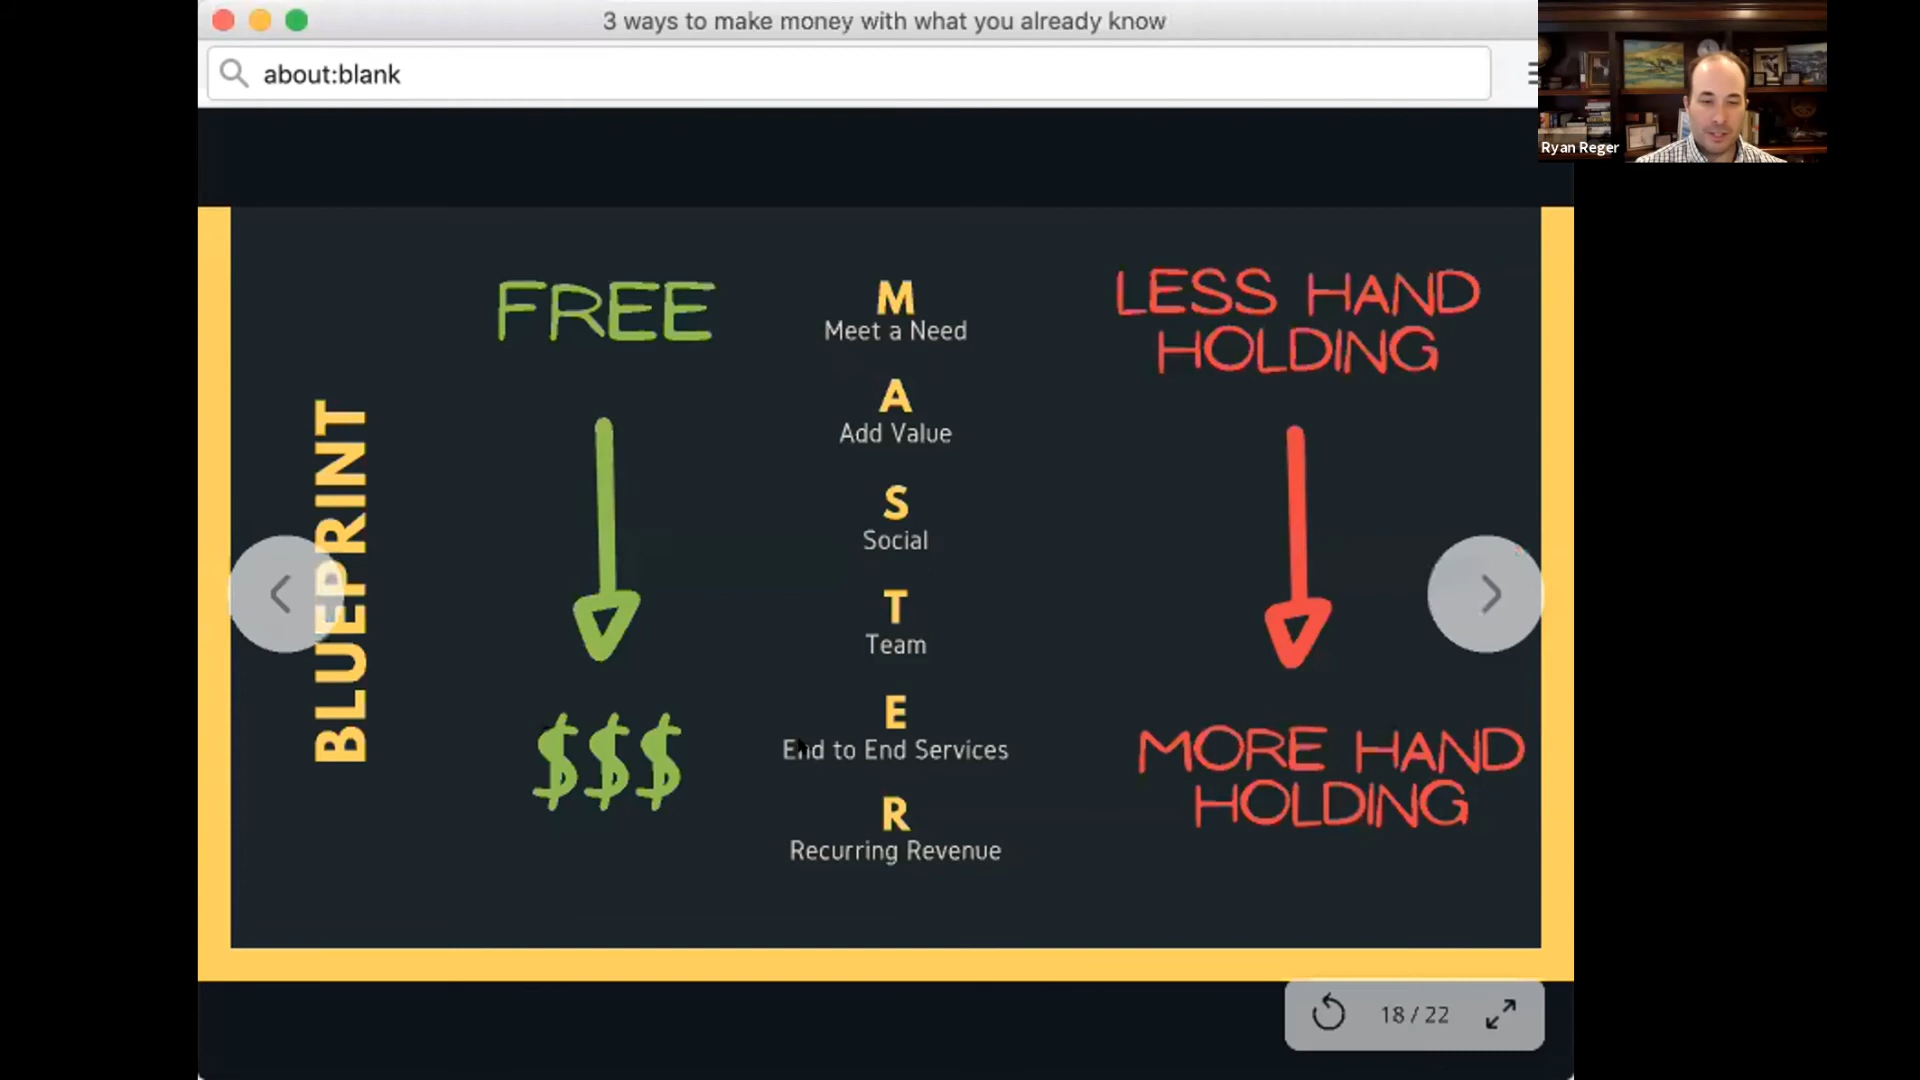 3 ways to make money with what you already know
about:blank
Ryan Reger
BLUEPRINT
FREE
$$$
M
Meet a Need
A
Add Value
S
Social
T
Team
E
End to End Services
R
Recurring Revenue
LESS HAND
HOLDING
MORE HAND
HOLDING
18 / 22